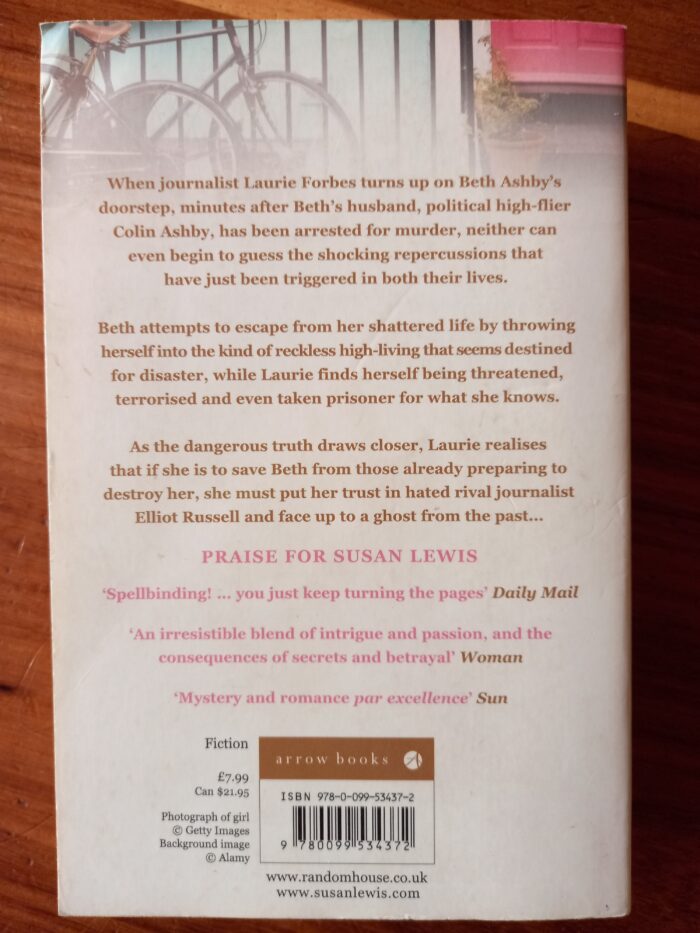 When journalist Laurie Forbes turns up on Beth Ashby's
doorstep, minutes after Beth's husband, political high-flier
Colin Ashby, has been arrested for murder, neither can
even begin to guess the shocking repercussions that
have just been triggered in both their lives.
Beth attempts to escape from her shattered life by throwing
herself into the kind of reckless high-living that seems destined
for disaster, while Laurie finds herself being threatened,
terrorised and even taken prisoner for what she knows.
As the dangerous truth draws closer, Laurie realises
that if she is to save Beth from those already preparing to
destroy her, she must put her trust in hated rival journalist
Elliot Russell and face up to a ghost from the past...
PRAISE FOR SUSAN LEWIS
'Spellbinding! ... you just keep turning the pages' Daily Mail
'An irresistible blend of intrigue and passion, and the
consequences of secrets and betrayal' Woman
'Mystery and romance par excellence' Sun
Fiction
£7.99
Can $21.95
Photograph of girl
© Getty Images
Background image
© Alamy
arrow books
ISBN 978-0-099-53437-2
9 780099 534372
www.randomhouse.co.uk
www.susanlewis.com